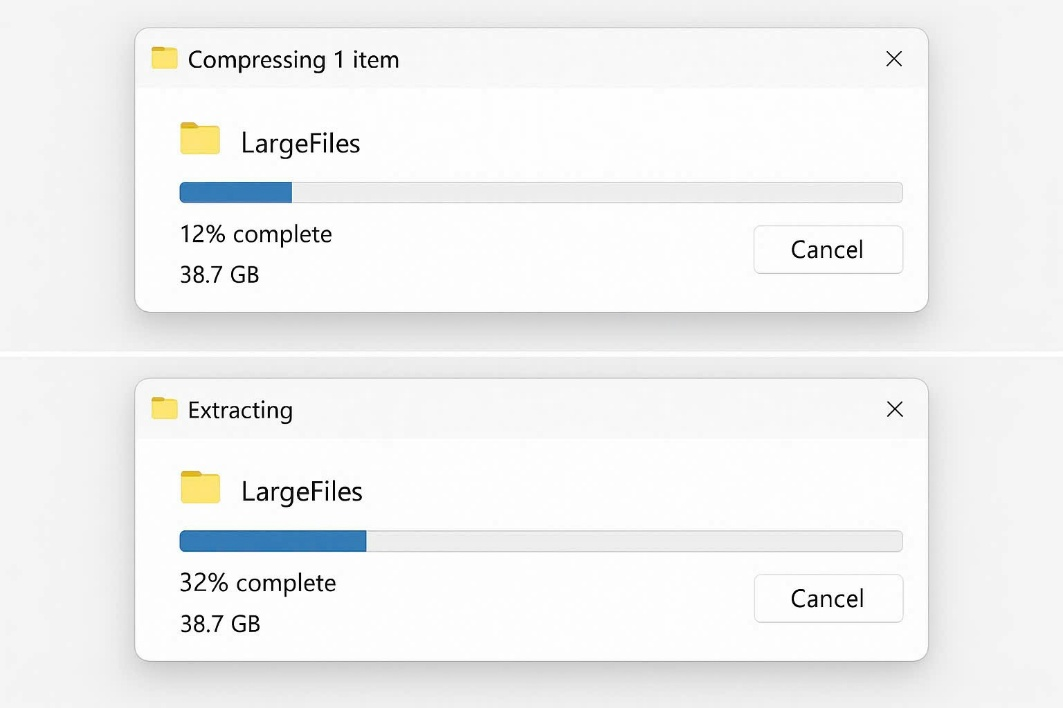 Compressing 1 item
LargeFiles
12% complete
Cancel
38.7 GB
Extracting
LargeFiles
32% complete
Cancel
38.7 GB